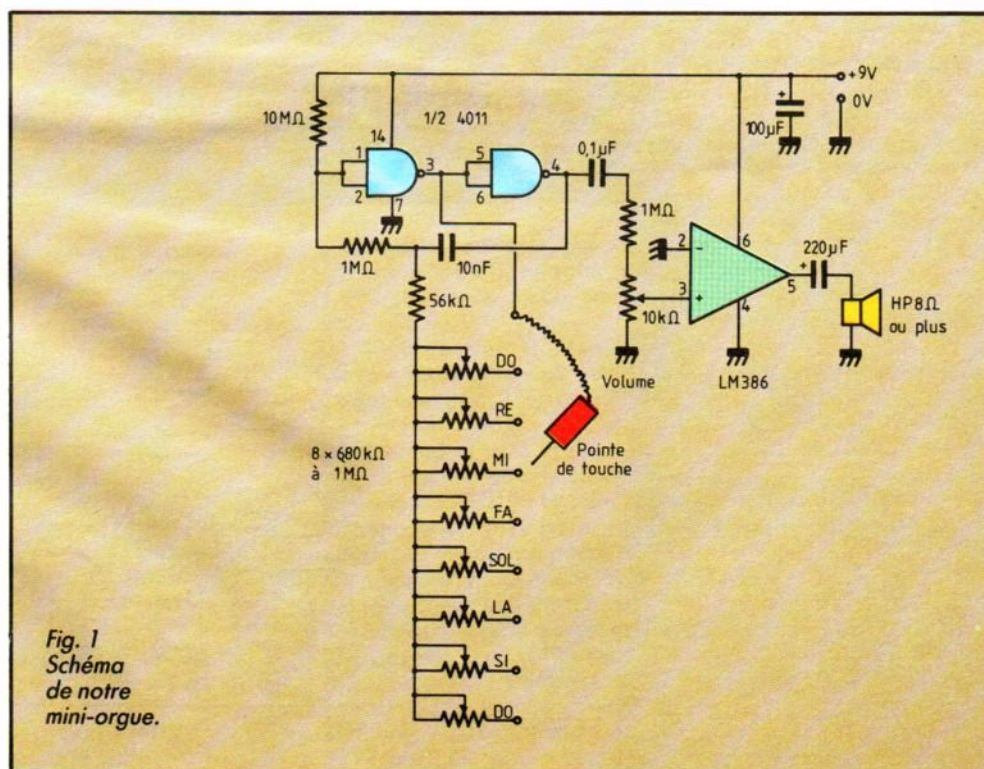 +9V
0V
100µF
+
10MΩ
14
1/2 4011
1
2
3
7
5
6
4
0,1µF
1MΩ
10nF
1MΩ
56kΩ
2
-
3
+
6
4
5
10kΩ
Volume
LM386
+
220µF
HP 8Ω
ou plus
DO
RE
MI
FA
SOL
LA
SI
DO
8 × 680kΩ
à 1MΩ
Pointe
de touche
Fig. 1
Schéma
de notre
mini-orgue.